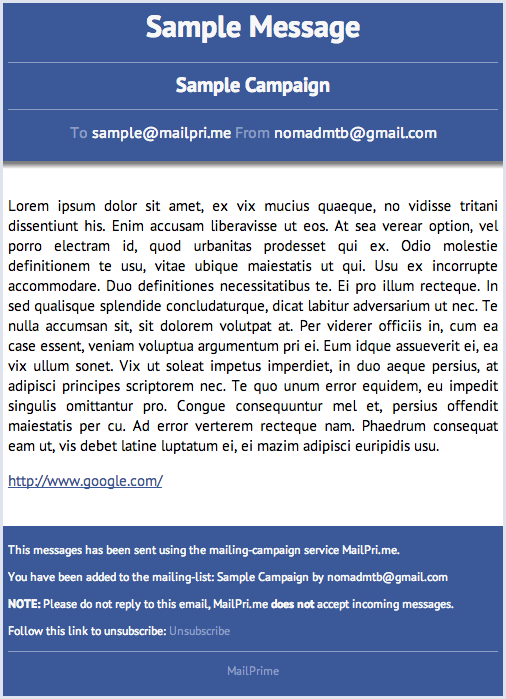 Sample Message
Sample Campaign
To sample@mailpri.me From nomadmtb@gmail.com
Lorem ipsum dolor sit amet, ex vix mucius quaeque, no vidisse tritani
dissentiunt his. Enim accusam liberavisse ut eos. At sea verear option, vel
porro electram id, quod urbanitas prodesset qui ex. Odio molestie
definitionem te usu, vitae ubique maiestatis ut qui. Usu ex incorrupte
accommodare. Duo definitiones necessitatibus te. Ei pro illum recteque. In
sed qualisque splendide concludaturque, dicat labitur adversarium ut nec. Te
nulla accumsan sit, sit dolorem volutpat at. Per viderer officiis in, cum ea
case essent, veniam voluptua argumentum pri ei. Eum idque assueverit ei, ea
vix ullum sonet. Vix ut soleat impetus imperdiet, in duo aeque persius, at
adipisci principes scriptorem nec. Te quo unum error equidem, eu impedit
singulis omittantur pro. Congue consequuntur mel et, persius offendit
maiestatis per cu. Ad error verterem recteque nam. Phaedrum consequat
eam ut, vis debet latine luptatum ei, ei mazim adipisci euripidis usu.
http://www.google.com/
This messages has been sent using the mailing-campaign service MailPri.me.
You have been added to the mailing-list: Sample Campaign by nomadmtb@gmail.com
NOTE: Please do not reply to this email, MailPri.me does not accept incoming messages.
Follow this link to unsubscribe: Unsubscribe
MailPrime